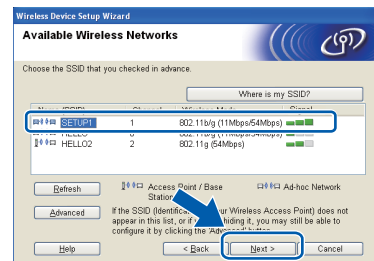 Wireless Device Setup Wizard
Available Wireless Networks
Choose the SSID that you checked in advance.
Where is my SSID?
Name (SSID) Channel Wireless Mode Signal
SETUP1 1 802.11b/g (11Mbps/54Mbps)
HELLO 802.11b/g (11Mbps/54Mbps)
HELLO2 2 802.11g (54Mbps)
Refresh
Access Point / Base
Station
Ad-hoc Network
Advanced
If the SSID (Identifica your Wireless Access Point) does not
appear in this list, or if hiding it, you may still be able to
configure it by clicking the 'Advanced' button.
Help
< Back
Next >
Cancel